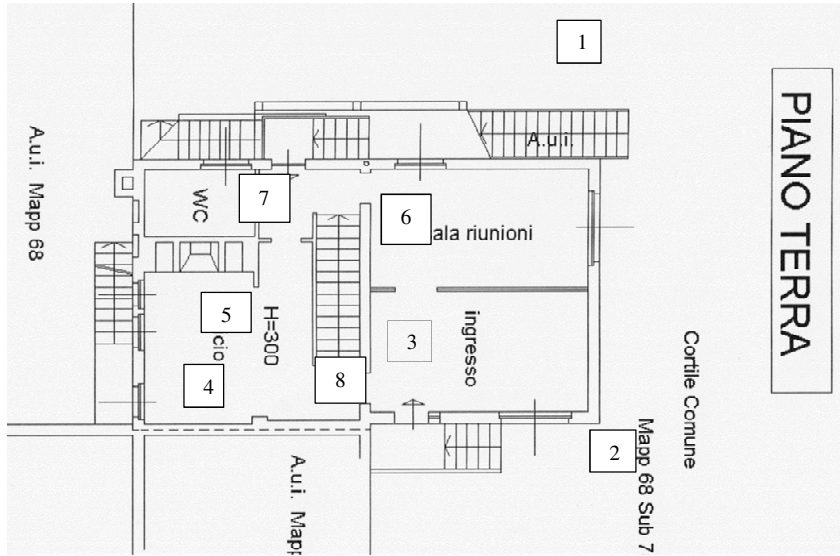 1
PIANO TERRA
A.u.i.
A.u.i. Mapp 68
WC
7
6
ala riunioni
5
H=300
cio
3
ingresso
4
8
Cortile Comune
2
Mapp 68 Sub 7
A.u.i. Mapp